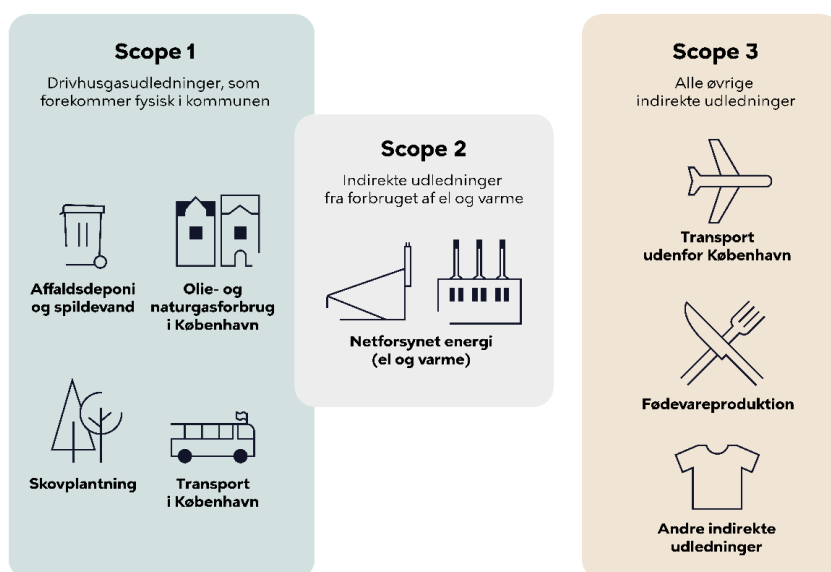 Scope 1
Drivhusgasudledninger, som
forekommer fysisk i kommunen
Affaldsdeponi
og spildevand
Olie- og
naturgasforbrug
i København
Skovplantning
Transport
i København
Scope 2
Indirekte udledninger
fra forbruget af el og varme
Netforsynet energi
(el og varme)
Scope 3
Alle øvrige
indirekte udledninger
Transport
udenfor København
Fødevareproduktion
Andre indirekte
udledninger